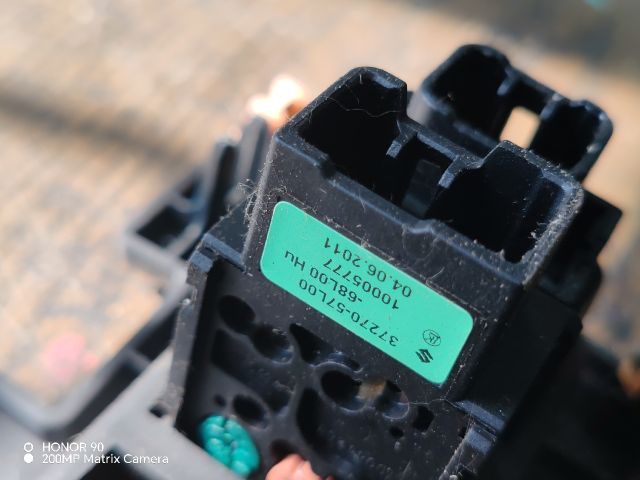 37270-57L00
-68L00 Hu
10005777
04.06.2011
HONOR 90
200MP Matrix Camera